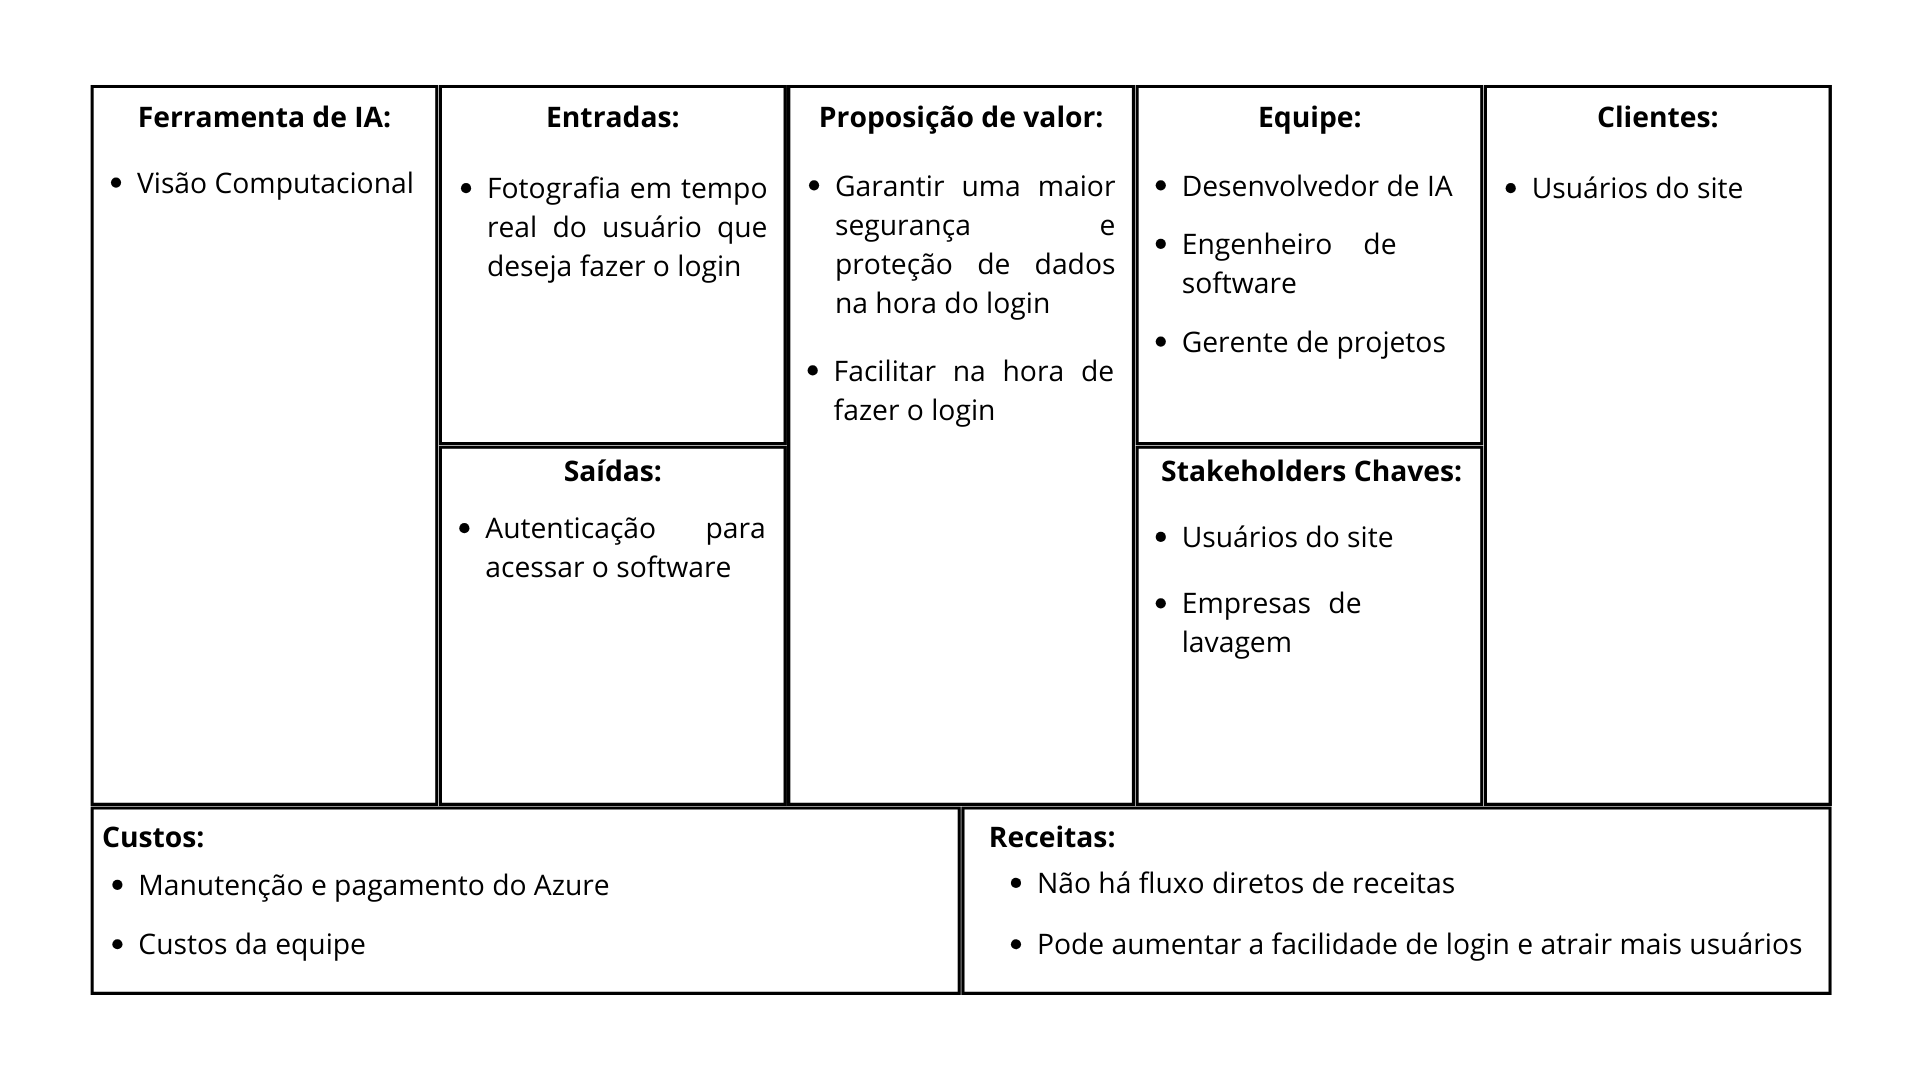 Ferramenta de IA:
• Visão Computacional
Entradas:
• Fotografia em tempo
real do usuário que
deseja fazer o login
Saídas:
• Autenticação para
acessar o software
Proposição de valor:
• Garantir uma maior
segurança e
proteção de dados
na hora do login
• Facilitar na hora de
fazer o login
Equipe:
• Desenvolvedor de IA
• Engenheiro de
software
• Gerente de projetos
Stakeholders Chaves:
• Usuários do site
• Empresas de
lavagem
Clientes:
• Usuários do site
Custos:
• Manutenção e pagamento do Azure
• Custos da equipe
Receitas:
• Não há fluxo diretos de receitas
• Pode aumentar a facilidade de login e atrair mais usuários